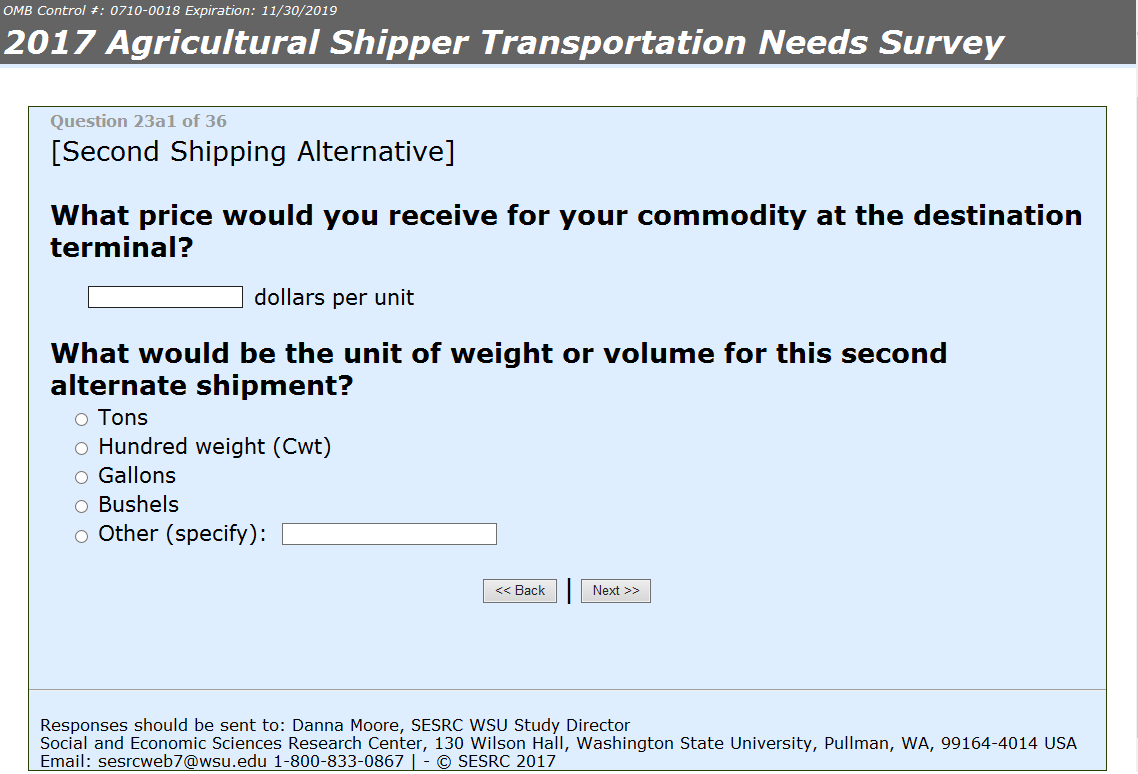 OMB Control #: 0710-0018 Expiration: 11/30/2019
2017 Agricultural Shipper Transportation Needs Survey
Question 23a1 of 36
[Second Shipping Alternative]
What price would you receive for your commodity at the destination
terminal?
dollars per unit
What would be the unit of weight or volume for this second
alternate shipment?
Tons
Hundred weight (Cwt)
Gallons
Bushels
Other (specify):
<< Back | Next >>
Responses should be sent to: Danna Moore, SESRC WSU Study Director
Social and Economic Sciences Research Center, 130 Wilson Hall, Washington State University, Pullman, WA, 99164-4014 USA
Email: sesrcweb7@wsu.edu 1-800-833-0867 | - © SESRC 2017